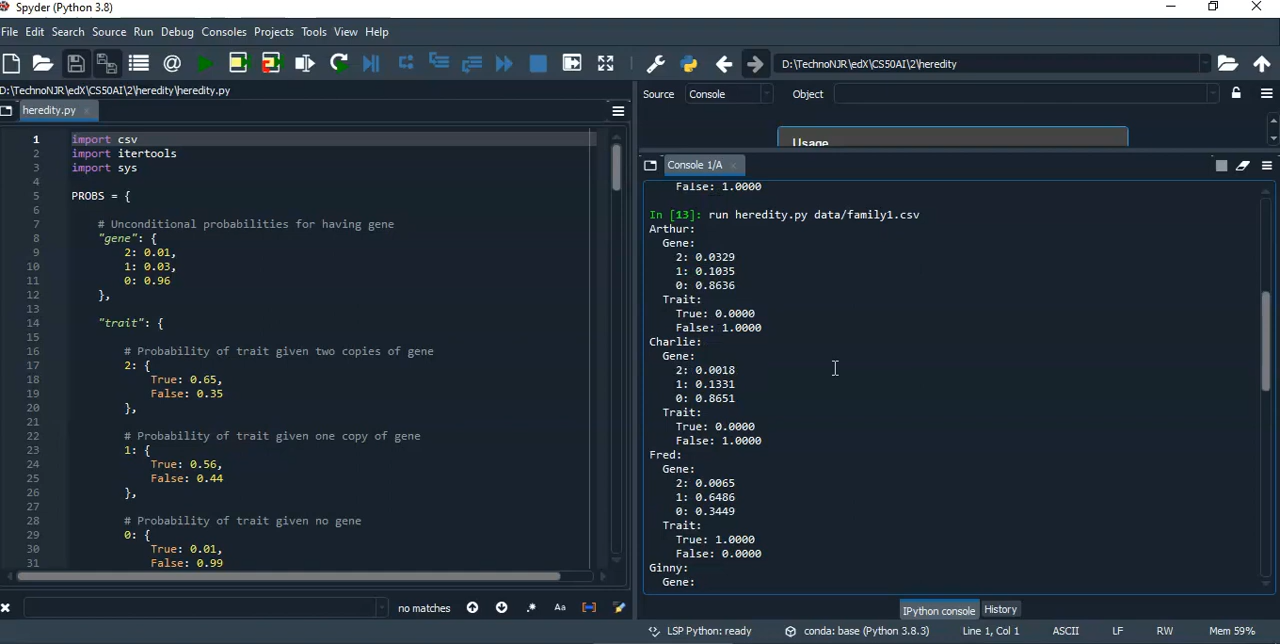 Spyder (Python 3.8)
File Edit Search Source Run Debug Consoles Projects Tools View Help
D:\TechnoNJR\edX\CS50AI\2\heredity
D:\TechnoNJR\edX\CS50AI\2\heredity\heredity.py
Source Console Object
heredity.py
Usage
1 import csv
2 import itertools
3 import sys
4
5 PROBS = {
6
7 # Unconditional probabilities for having gene
8 "gene": {
9 2: 0.01,
10 1: 0.03,
11 0: 0.96
12 },
13
14 "trait": {
15
16 # Probability of trait given two copies of gene
17 2: {
18 True: 0.65,
19 False: 0.35
20 },
21
22 # Probability of trait given one copy of gene
23 1: {
24 True: 0.56,
25 False: 0.44
26 },
27
28 # Probability of trait given no gene
29 0: {
30 True: 0.01,
31 False: 0.99
no matches
Aa
Console 1/A
False: 1.0000
In [13]: run heredity.py data/family1.csv
Arthur:
Gene:
2: 0.0329
1: 0.1035
0: 0.8636
Trait:
True: 0.0000
False: 1.0000
Charlie:
Gene:
2: 0.0018
1: 0.1331
0: 0.8651
Trait:
True: 0.0000
False: 1.0000
Fred:
Gene:
2: 0.0065
1: 0.6486
0: 0.3449
Trait:
True: 1.0000
False: 0.0000
Ginny:
Gene:
IPython console History
LSP Python: ready conda: base (Python 3.8.3) Line 1, Col 1 ASCII LF RW Mem 59%